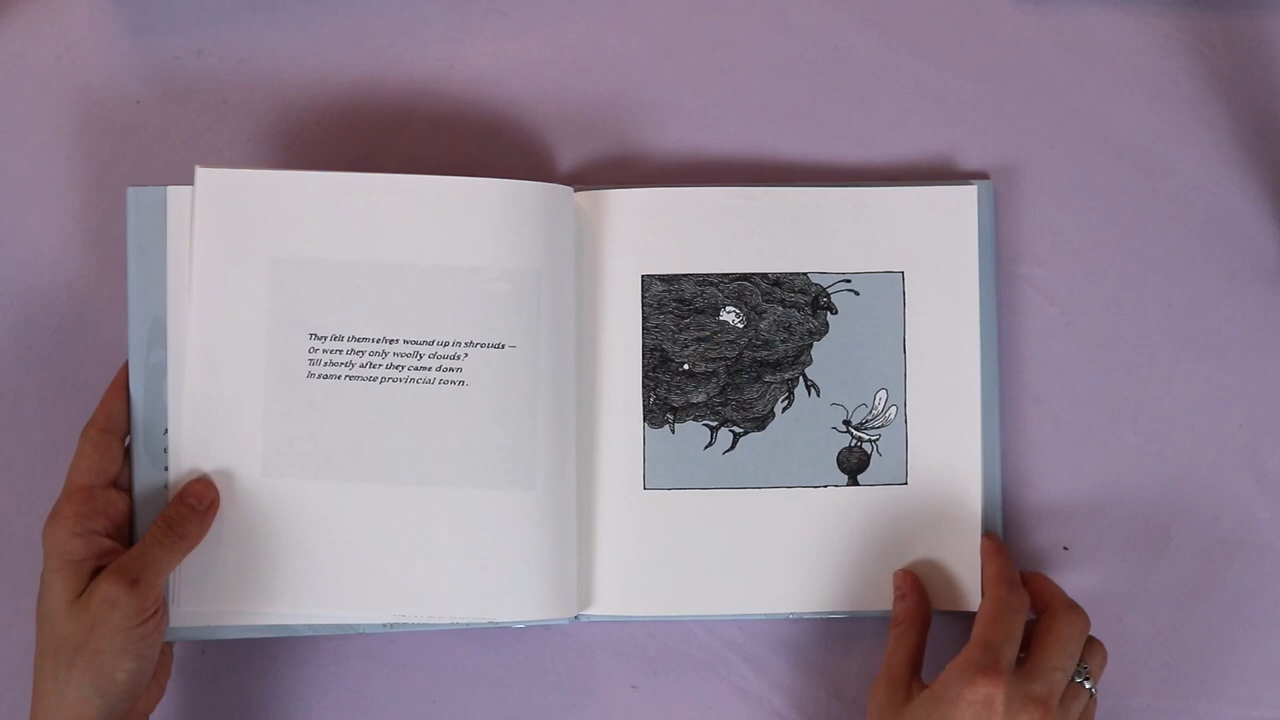 They felt themselves wound up in shrouds —
Or were they only woolly clouds?
Till shortly after they came down
In some remote provincial town.